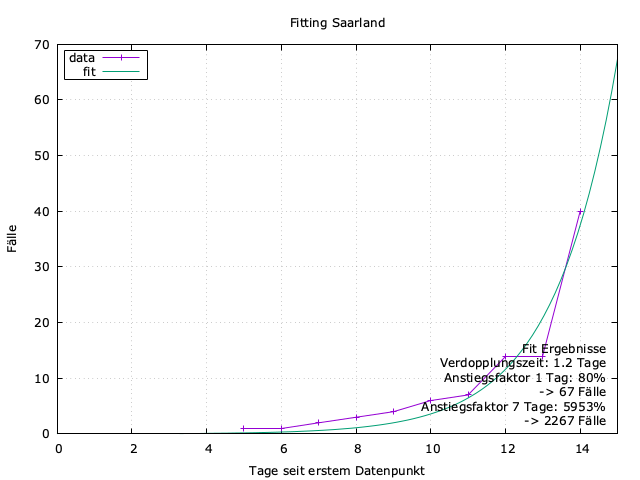 Fitting Saarland
70
60
50
40
30
20
10
0
Fälle
data
fit
Fit Ergebnisse
Verdopplungszeit: 1.2 Tage
Anstiegsfaktor 1 Tag: 80%
-> 67 Fälle
Anstiegsfaktor 7 Tage: 5953%
-> 2267 Fälle
0 2 4 6 8 10 12 14
Tage seit erstem Datenpunkt